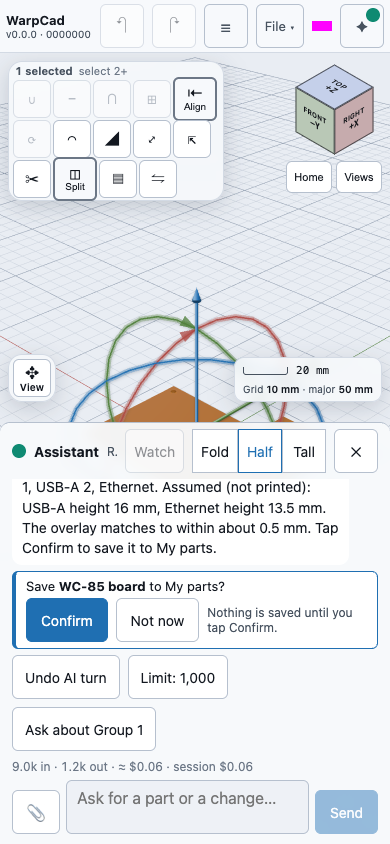 WarpCad
v0.0.0 · 0000000
File
1 selected select 2+
Align
Split
TOP
+Z
FRONT
−Y
RIGHT
+X
Home
Views
View
20 mm
Grid 10 mm · major 50 mm
Assistant R.
Watch
Fold
Half
Tall
1, USB-A 2, Ethernet. Assumed (not printed):
USB-A height 16 mm, Ethernet height 13.5 mm.
The overlay matches to within about 0.5 mm. Tap
Confirm to save it to My parts.
Save WC-85 board to My parts?
Confirm
Not now
Nothing is saved until you
tap Confirm.
Undo AI turn
Limit: 1,000
Ask about Group 1
9.0k in · 1.2k out · ≈ $0.06 · session $0.06
Ask for a part or a change...
Send